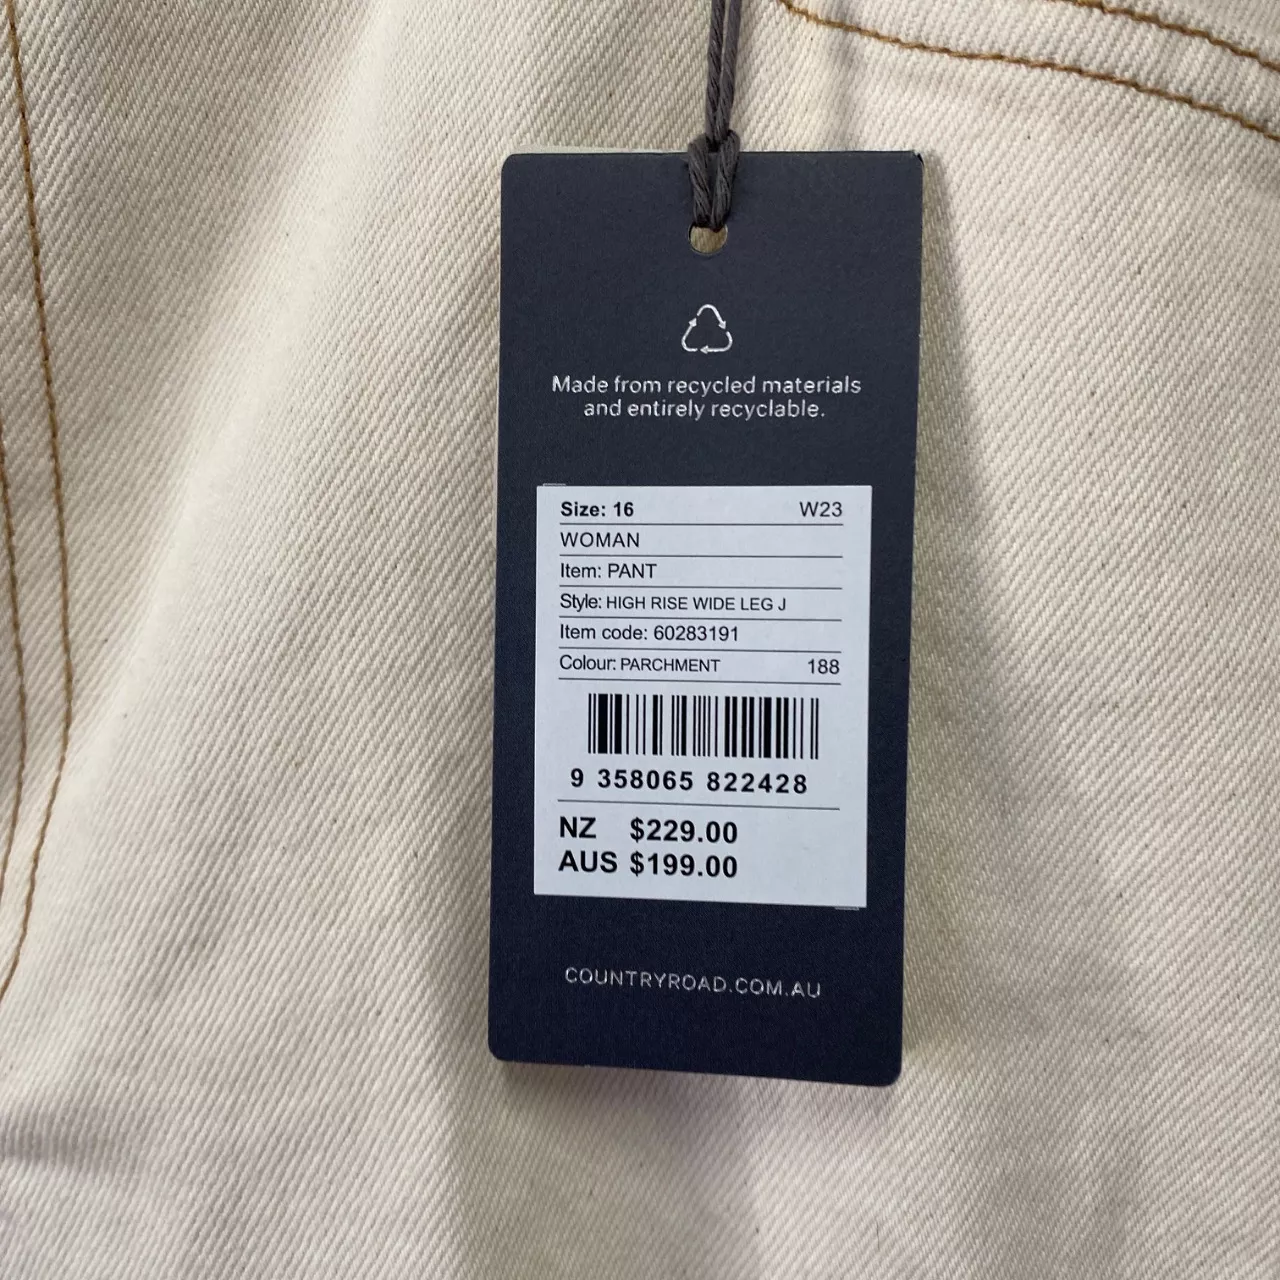 Made from recycled materials
and entirely recyclable.
Size: 16 W23
WOMAN
Item: PANT
Style: HIGH RISE WIDE LEG J
Item code: 60283191
Colour: PARCHMENT 188
9 358065 822428
NZ $229.00
AUS $199.00
COUNTRYROAD.COM.AU